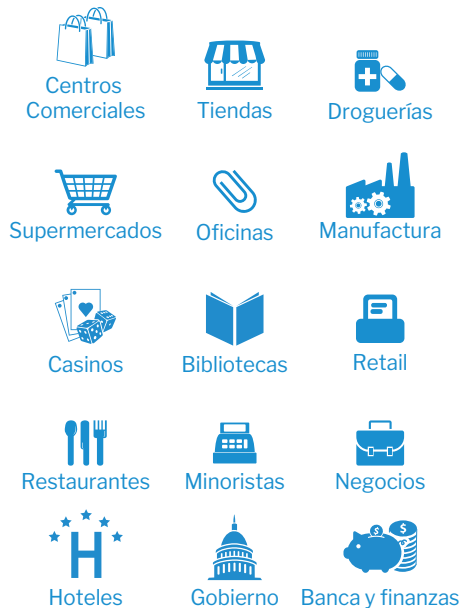 Centros
Comerciales
Tiendas
Droguerías
Supermercados
Oficinas
Manufactura
Casinos
Bibliotecas
Retail
Restaurantes
Minoristas
Negocios
H
Hoteles
Gobierno
$
$
Banca y finanzas